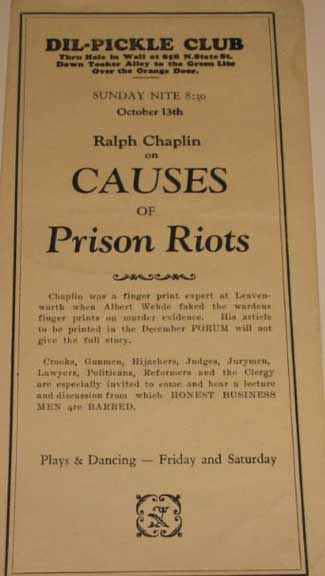 DIL-PICKLE CLUB
Thru Hole in Wall at 858 N. State St.
Down Tooker Alley to the Green Lite
Over the Orange Door.
SUNDAY NITE 8:30
October 13th
Ralph Chaplin
on
CAUSES
OF
Prison Riots
Chaplin was a finger print expert at Leaven-
worth when Albert Wehde faked the wardens
finger prints on murder evidence. His article
to be printed in the December FORUM will not
give the full story.
Crooks, Gunmen, Hijackers, Judges, Jurymen,
Lawyers, Politicans, Reformers and the Clergy
are especially invited to come and hear a lecture
and discussion from which HONEST BUSINESS
MEN are BARRED.
Plays & Dancing — Friday and Saturday